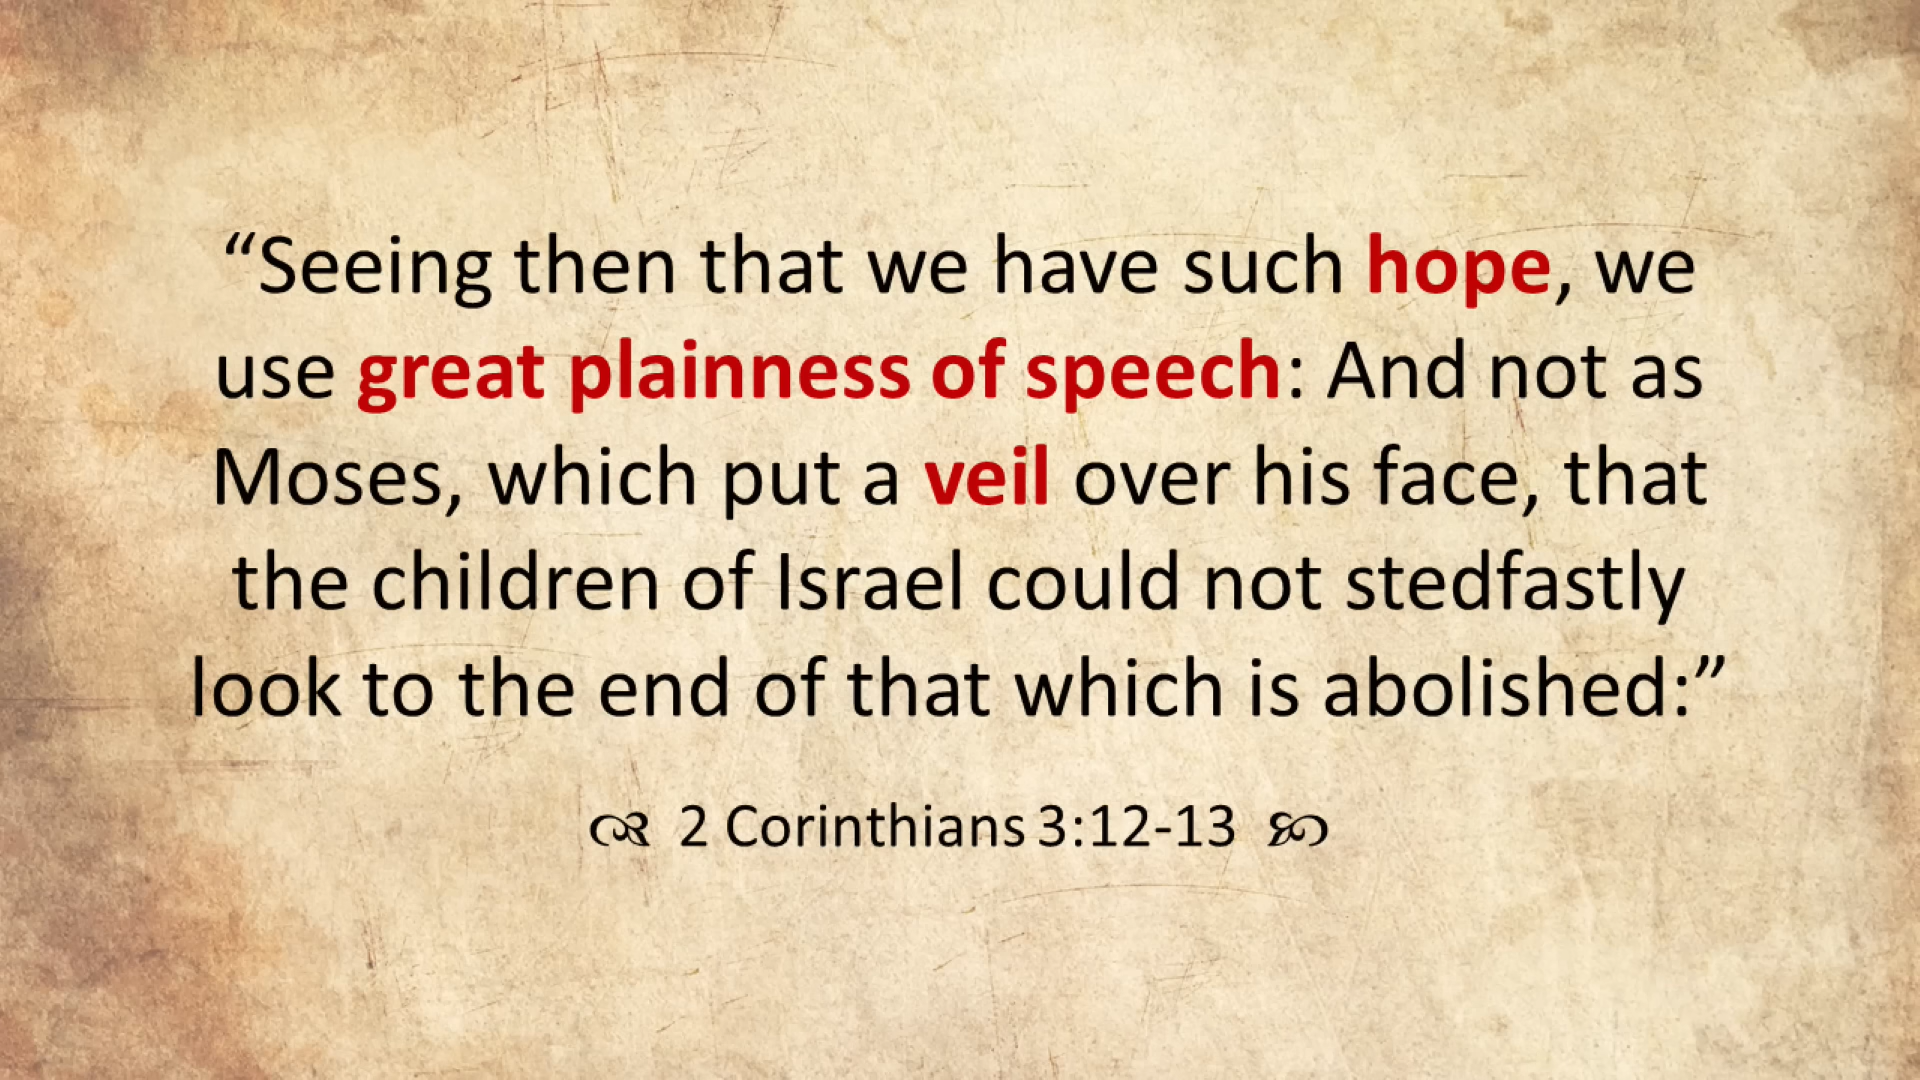 “Seeing then that we have such hope, we
use great plainness of speech: And not as
Moses, which put a veil over his face, that
the children of Israel could not stedfastly
look to the end of that which is abolished:”
2 Corinthians 3:12-13